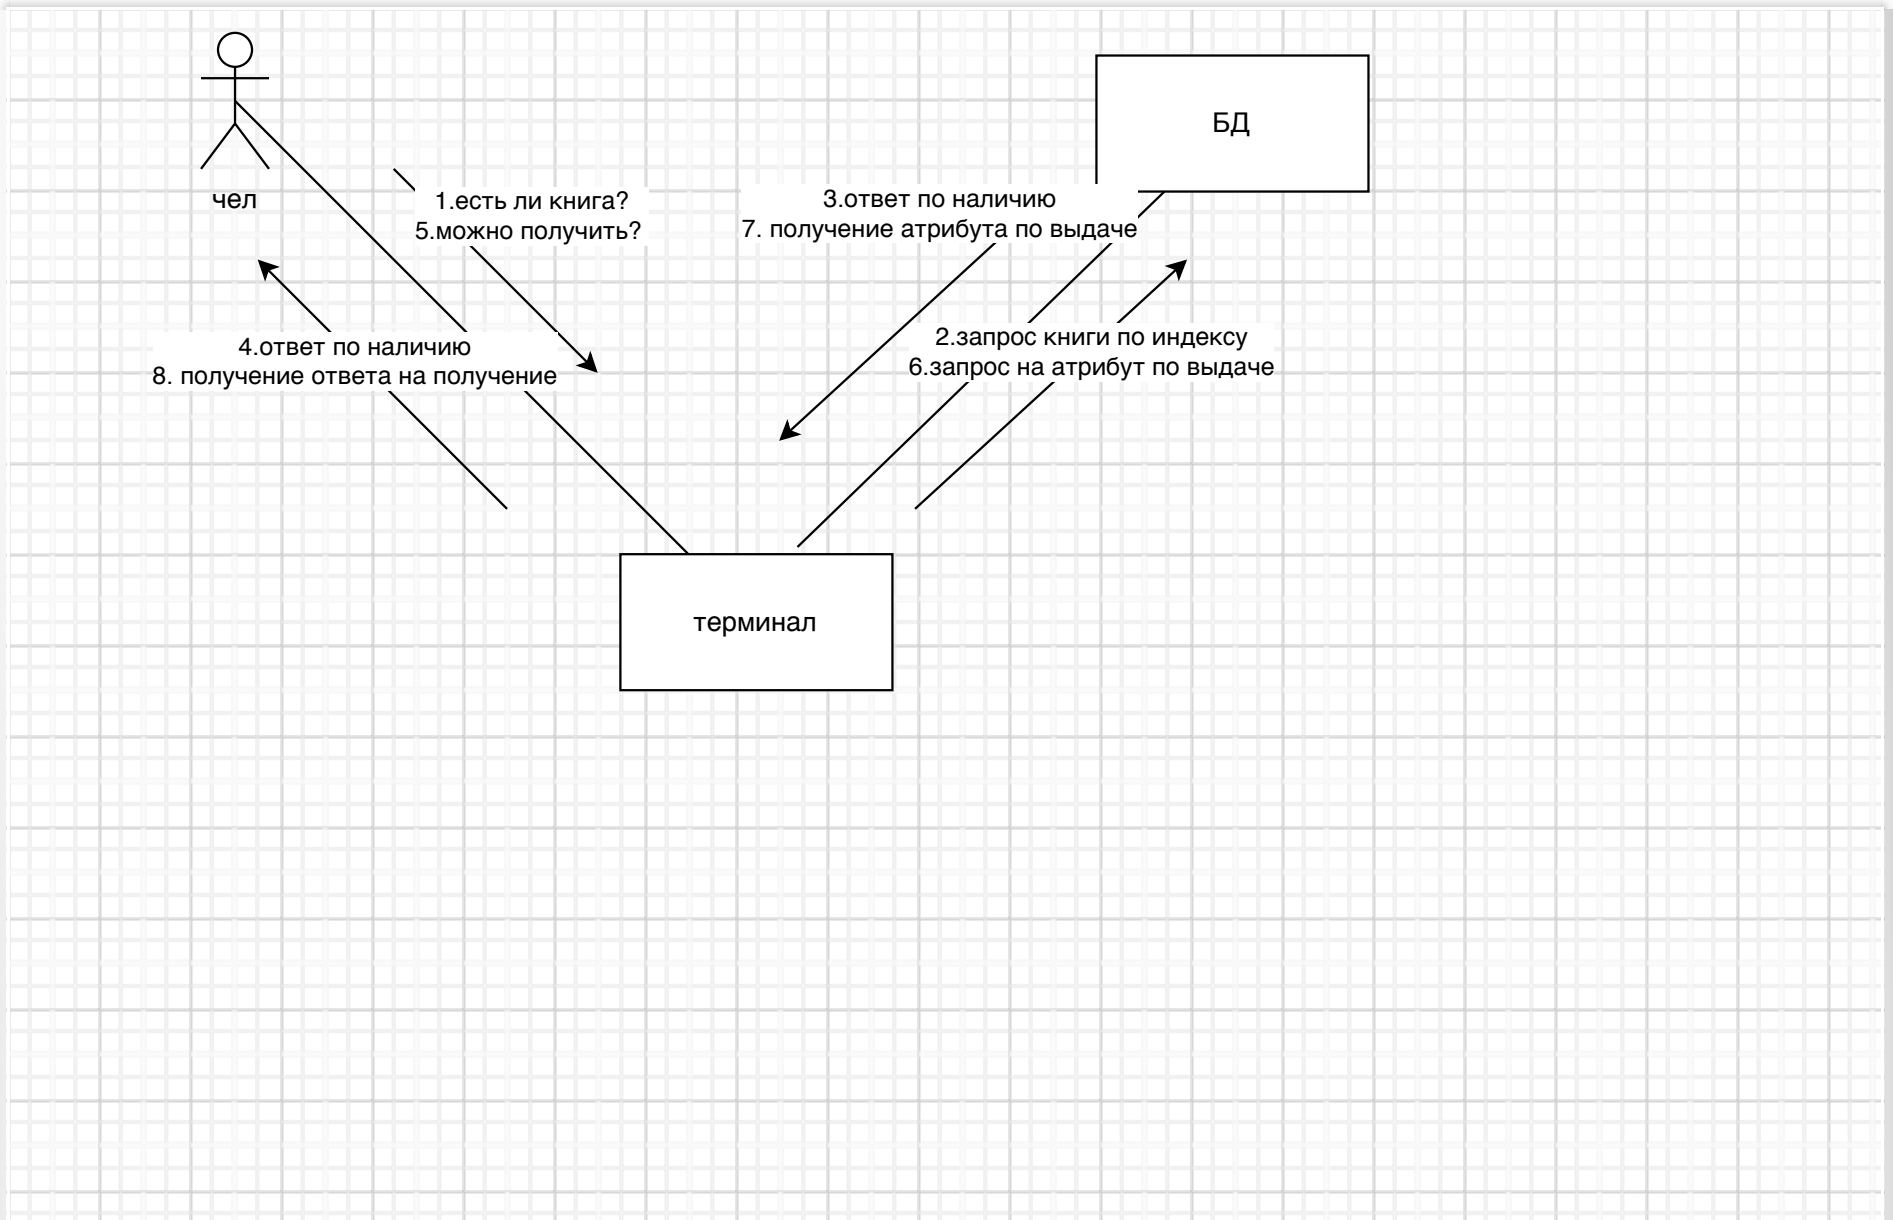 БД
чел
1.есть ли книга?
5.можно получить?
3.ответ по наличию
7. получение атрибута по выдаче
4.ответ по наличию
8. получение ответа на получение
2.запрос книги по индексу
6.запрос на атрибут по выдаче
терминал